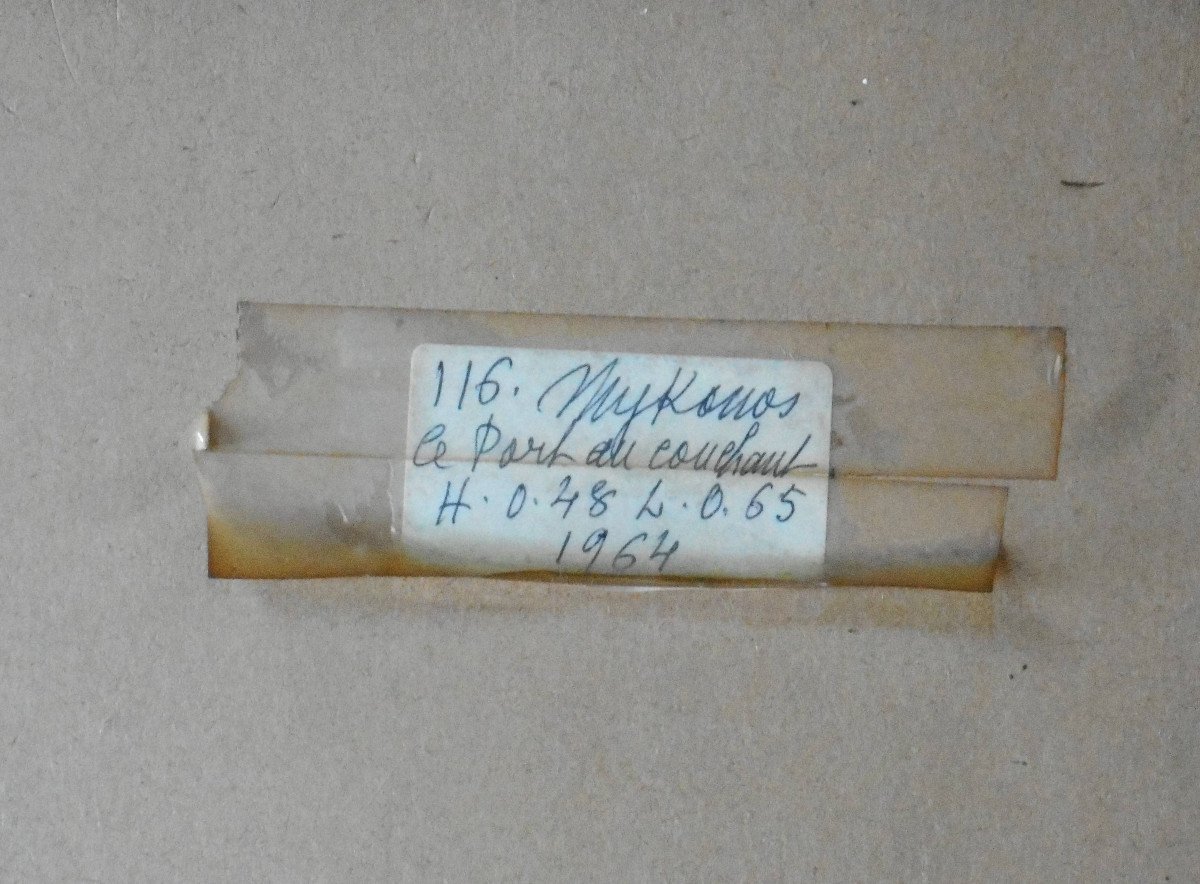 116. Mykonos
le Port au couchant
H. 0.48 L. 0.65
1964